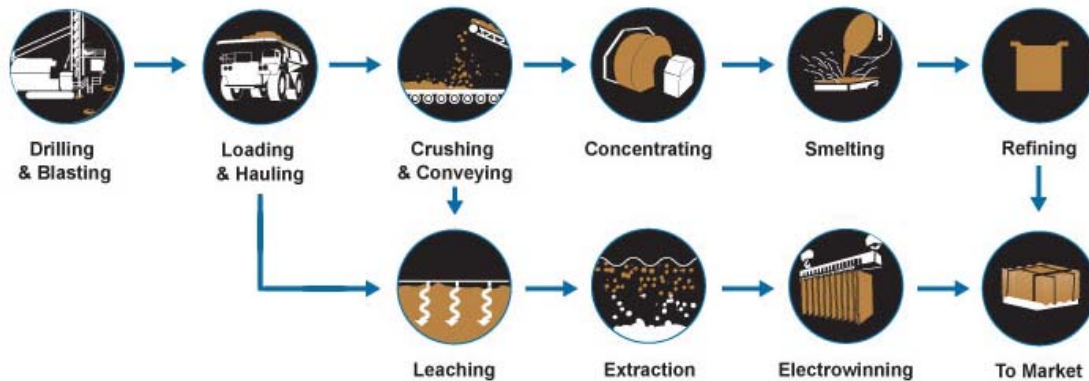 Drilling
& Blasting
Loading
& Hauling
Crushing
& Conveying
Concentrating
Smelting
Refining
Leaching
Extraction
Electrowinning
To Market